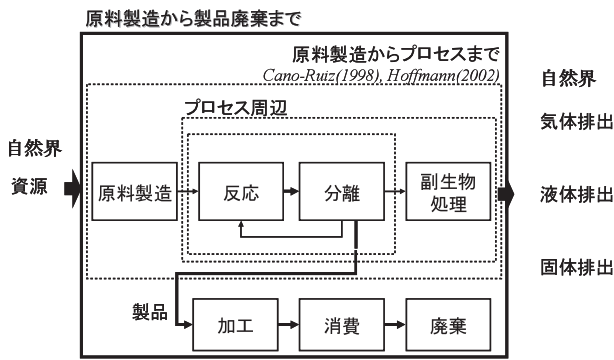 原料製造から製品廃棄まで
原料製造からプロセスまで
Cano-Ruiz(1998), Hoffmann(2002)
プロセス周辺
自然界
資源
原料製造
反応
分離
副生物
処理
自然界
気体排出
液体排出
固体排出
製品
加工
消費
廃棄